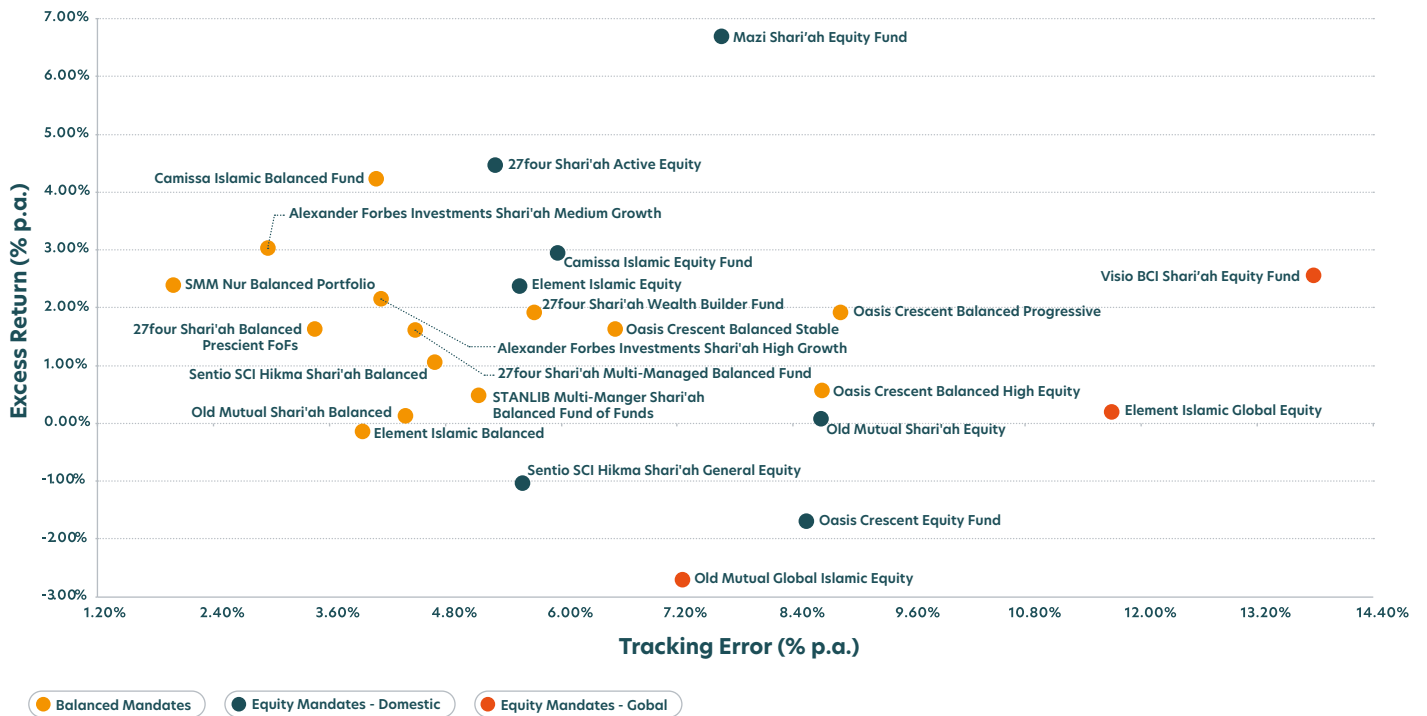 7.00%
Mazi Shari'ah Equity Fund
6.00%
5.00%
27four Shari'ah Active Equity
4.00%
Camissa Islamic Balanced Fund
Alexander Forbes Investments Shari'ah Medium Growth
3.00%
Camissa Islamic Equity Fund
Visio BCI Shari'ah Equity Fund
SMM Nur Balanced Portfolio
Element Islamic Equity
27four Shari'ah Wealth Builder Fund
2.00%
Oasis Crescent Balanced Progressive
27four Shari'ah Balanced
Prescient FoFs
Oasis Crescent Balanced Stable
Alexander Forbes Investments Shari'ah High Growth
1.00%
Sentio SCI Hikma Shari'ah Balanced
27four Shari'ah Multi-Managed Balanced Fund
Oasis Crescent Balanced High Equity
STANLIB Multi-Manger Shari'ah
Balanced Fund of Funds
Old Mutual Shari'ah Balanced
Element Islamic Global Equity
0.00%
Element Islamic Balanced
Old Mutual Shari'ah Equity
Sentio SCI Hikma Shari'ah General Equity
-1.00%
Oasis Crescent Equity Fund
-2.00%
Old Mutual Global Islamic Equity
-3.00%
Excess Return (% p.a.)
1.20%
2.40%
3.60%
4.80%
6.00%
7.20%
8.40%
9.60%
10.80%
12.00%
13.20%
14.40%
Tracking Error (% p.a.)
Balanced Mandates
Equity Mandates - Domestic
Equity Mandates - Gobal